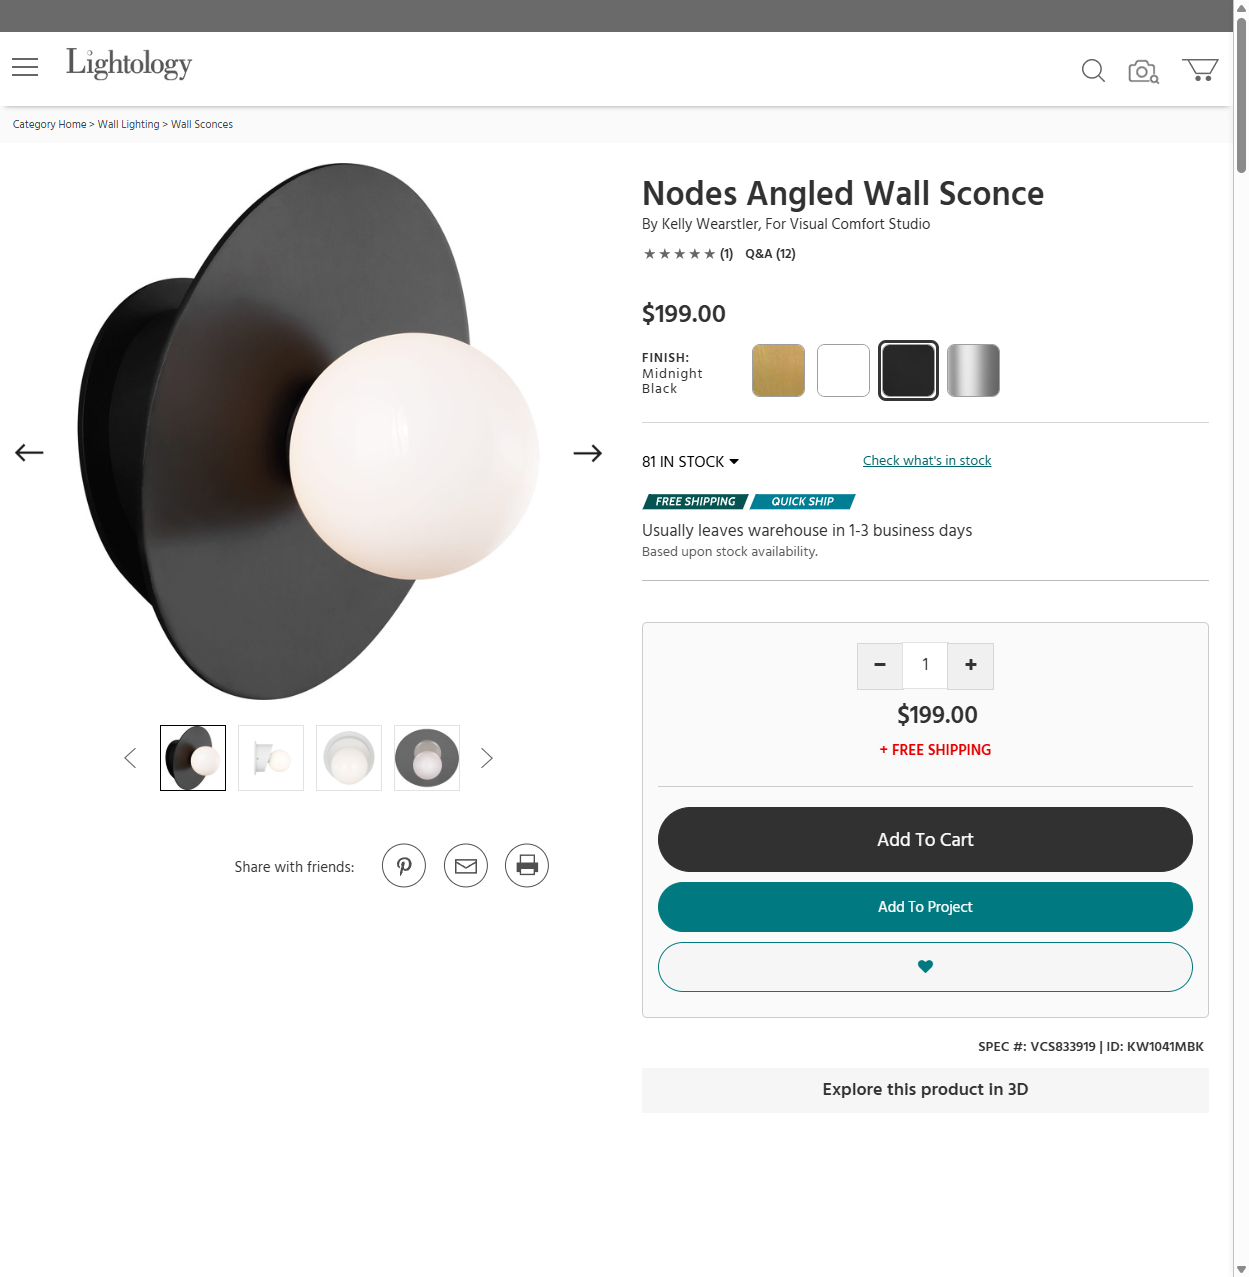 Lightology
Category Home > Wall Lighting > Wall Sconces
Nodes Angled Wall Sconce
By Kelly Wearstler, For Visual Comfort Studio
★★★★★ (1) Q&A (12)
$199.00
FINISH:
Midnight
Black
81 IN STOCK Check what's in stock
FREE SHIPPING QUICK SHIP
Usually leaves warehouse in 1-3 business days
Based upon stock availability.
− 1 +
$199.00
+ FREE SHIPPING
Add To Cart
Share with friends:
Add To Project
SPEC #: VCS833919 | ID: KW1041MBK
Explore this product in 3D